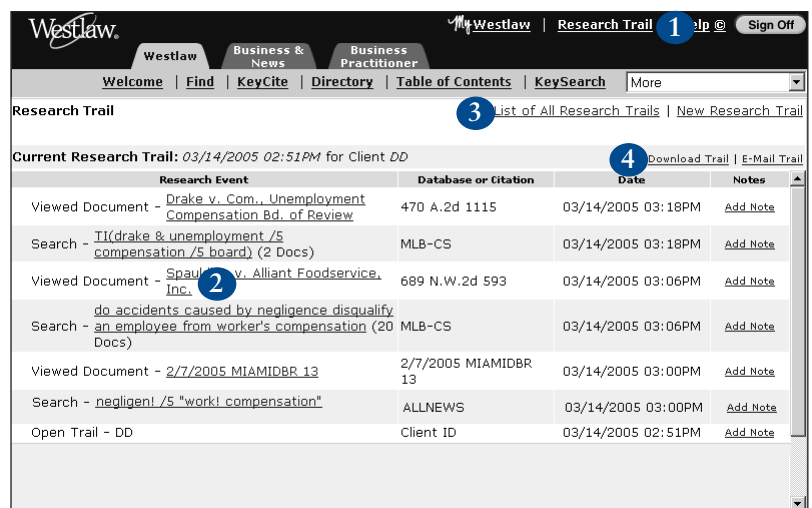 Westlaw.
My Westlaw | Research Trail 1 lp © Sign Off
Westlaw Business & News Business Practitioner
Welcome | Find | KeyCite | Directory | Table of Contents | KeySearch More
Research Trail
3 List of All Research Trails | New Research Trail
Current Research Trail: 03/14/2005 02:51PM for Client DD
4 Download Trail | E-Mail Trail
Research Event Database or Citation Date Notes
Viewed Document - Drake v. Com., Unemployment
Compensation Bd. of Review 470 A.2d 1115 03/14/2005 03:18PM Add Note
Search - TI(drake & unemployment /5
compensation /5 board) (2 Docs) MLB-CS 03/14/2005 03:18PM Add Note
Viewed Document - Spaul 2 v. Alliant Foodservice,
Inc. 689 N.W.2d 593 03/14/2005 03:06PM Add Note
do accidents caused by negligence disqualify
Search - an employee from worker's compensation (20 MLB-CS 03/14/2005 03:06PM Add Note
Docs)
Viewed Document - 2/7/2005 MIAMIDBR 13 2/7/2005 MIAMIDBR
13 03/14/2005 03:00PM Add Note
Search - negligen! /5 "work! compensation" ALLNEWS 03/14/2005 03:00PM Add Note
Open Trail - DD Client ID 03/14/2005 02:51PM Add Note